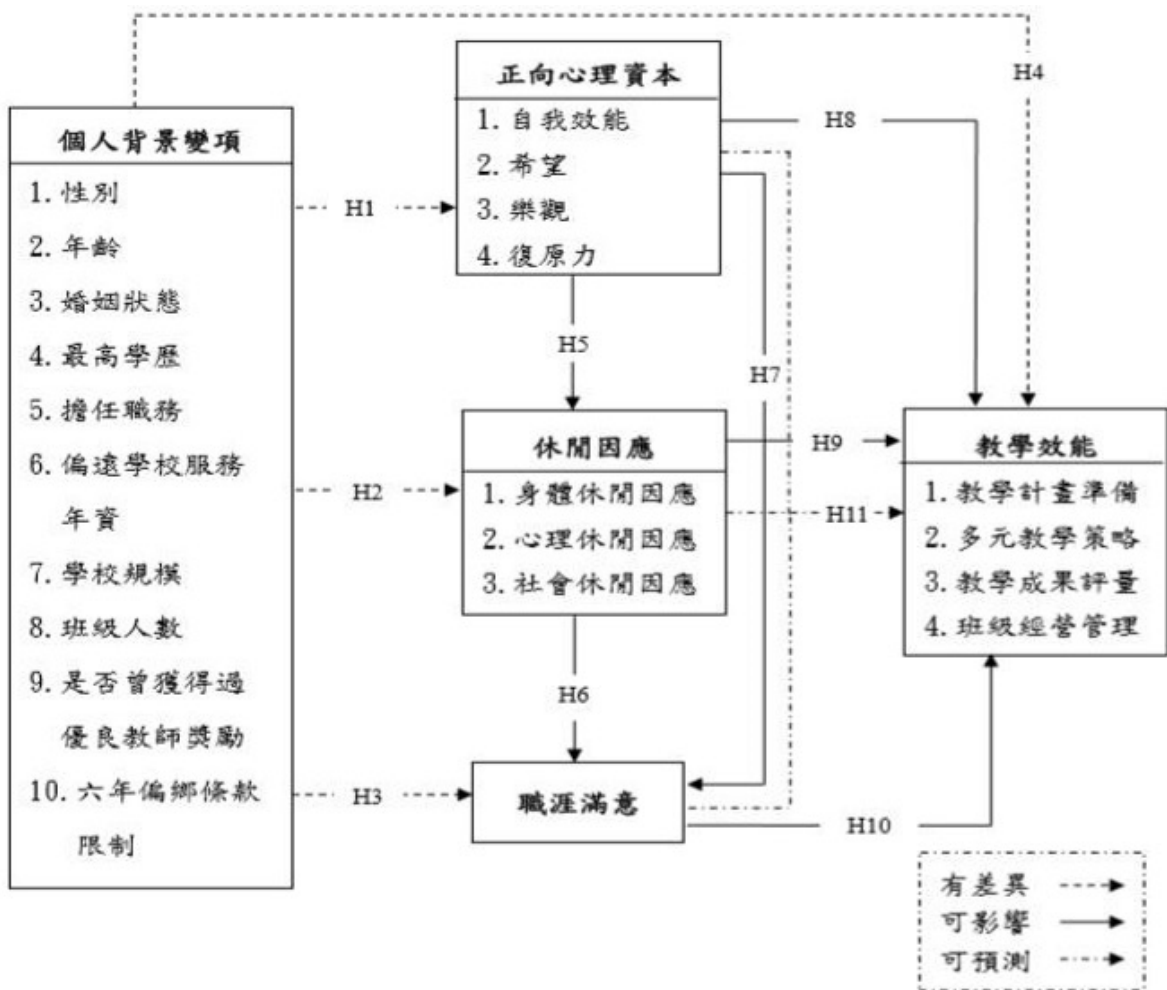 個人背景變項
1. 性別
2. 年齡
3. 婚姻狀態
4. 最高學歷
5. 擔任職務
6. 偏遠學校服務
年資
7. 學校規模
8. 班級人數
9. 是否曾獲得過
優良教師獎勵
10. 六年偏鄉條款
限制
H1
H2
H3
正向心理資本
1. 自我效能
2. 希望
3. 樂觀
4. 復原力
H5
休閒因應
1. 身體休閒因應
2. 心理休閒因應
3. 社會休閒因應
H6
職涯滿意
H4
H8
H7
H9
H11
H10
教學效能
1. 教學計畫準備
2. 多元教學策略
3. 教學成果評量
4. 班級經營管理
有差異
可影響
可預測